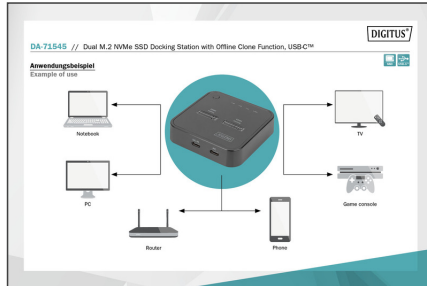 DIGITUS®
DA-71545 // Dual M.2 NVMe SSD Docking Station with Offline Clone Function, USB-C™
Anwendungsbeispiel
Example of use
Notebook
TV
PC
Game console
Router
Phone